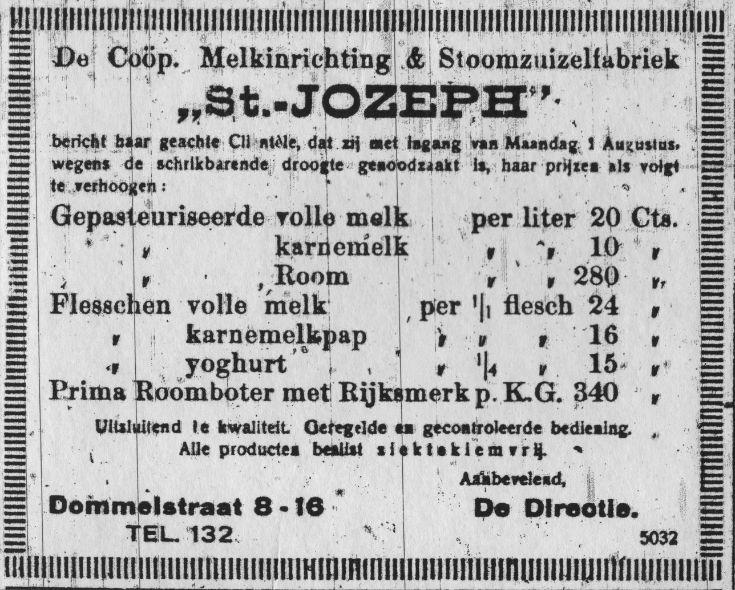 De Coöp. Melkinrichting & Stoomzuizelfabriek
„St.-JOZEPH”
bericht haar geachte Cliëntèle, dat zij met ingang van Maandag 1 Augustus,
wegens de schrikbarende droogte genoodzaakt is, haar prijzen als volgt
te verhoogen:
Gepasteuriseerde volle melk per liter 20 Cts.
„ karnemelk „ „ 10 „
„ „ Room „ „ 280 „
Flesschen volle melk per 1/1 flesch 24 „
„ karnemelkpap „ „ „ 16 „
„ yoghurt „ 1/4 „ 15 „
Prima Roomboter met Rijksmerk p. K.G. 340 „
Uitsluitend 1e kwaliteit. Geregelde en gecontroleerde bediening.
Alle producten beslist ziektekiemvrij.
Aanbevelend,
Dommelstraat 8-16 De Directie.
TEL. 132 5032